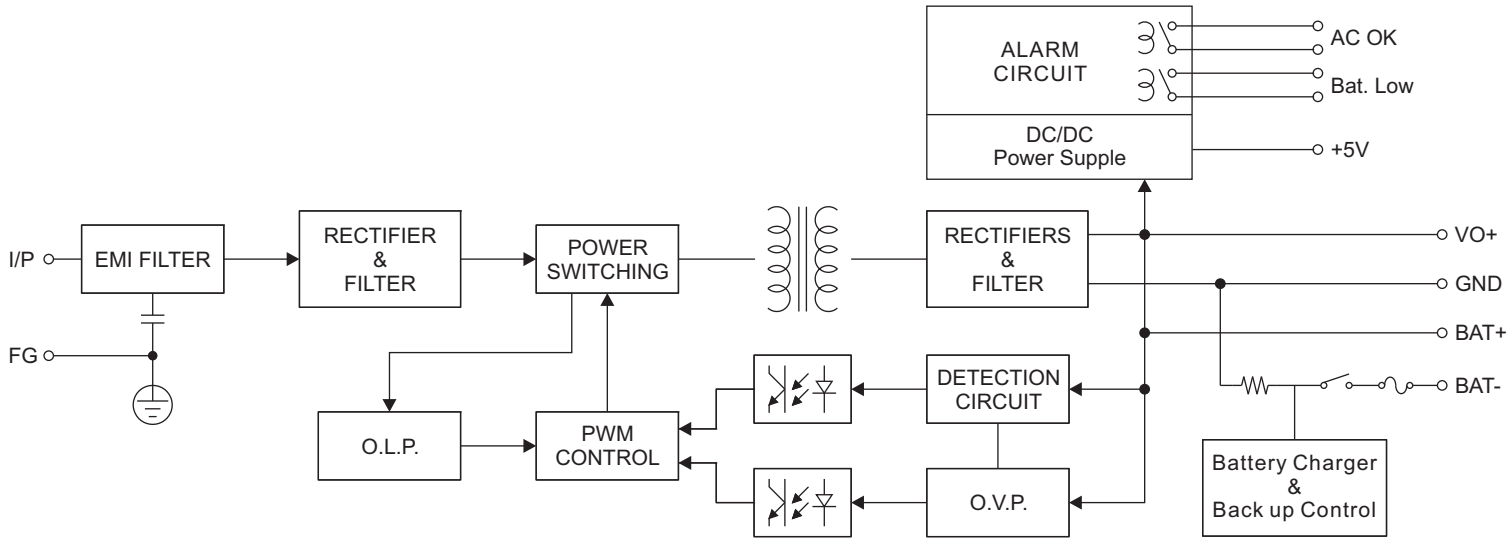 ALARM
CIRCUIT
AC OK
Bat. Low
DC/DC
Power Supple
+5V
I/P
EMI FILTER
RECTIFIER
&
FILTER
POWER
SWITCHING
RECTIFIERS
&
FILTER
VO+
GND
BAT+
BAT-
FG
O.L.P.
PWM
CONTROL
DETECTION
CIRCUIT
O.V.P.
Battery Charger
&
Back up Control